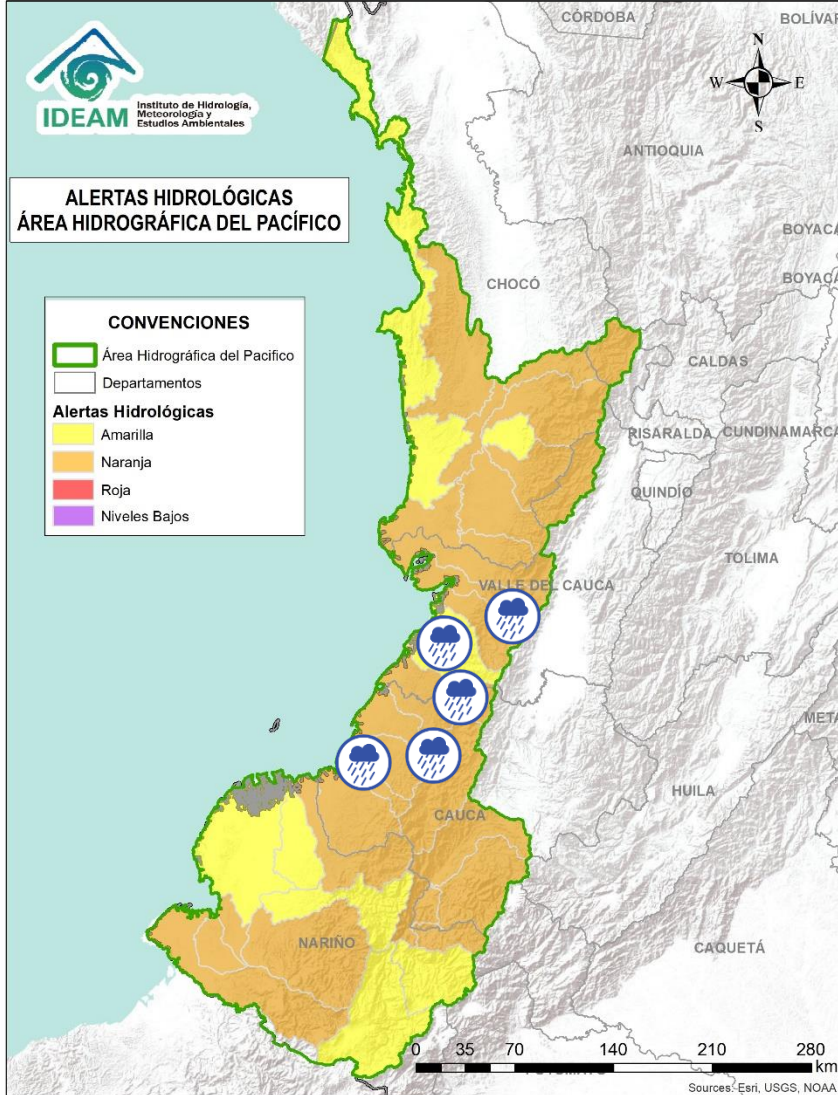 CÓRDOBA
BOLÍVAR
N
W E
S
IDEAM
Instituto de Hidrología,
Meteorología y
Estudios Ambientales
ANTIOQUIA
ALERTAS HIDROLÓGICAS
ÁREA HIDROGRÁFICA DEL PACÍFICO
BOYACÁ
BOYACÁ
CHOCÓ
CONVENCIONES
Área Hidrográfica del Pacifico
Departamentos
Alertas Hidrológicas
Amarilla
Naranja
Roja
Niveles Bajos
CALDAS
RISARALDA
CUNDINAMARCA
QUINDÍO
TOLIMA
VALLE DEL CAUCA
META
HUILA
CAUCA
NARIÑO
CAQUETÁ
0 35 70 140 210 280
km
Sources: Esri, USGS, NOAA